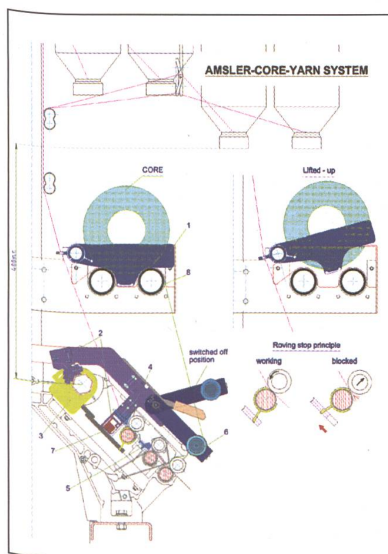 AMSLER-CORE-YARN SYSTEM
CORE
Lifted - up
1
8
2
switched off
position
4
Roving stop principle
working
blocked
3
7
5
6